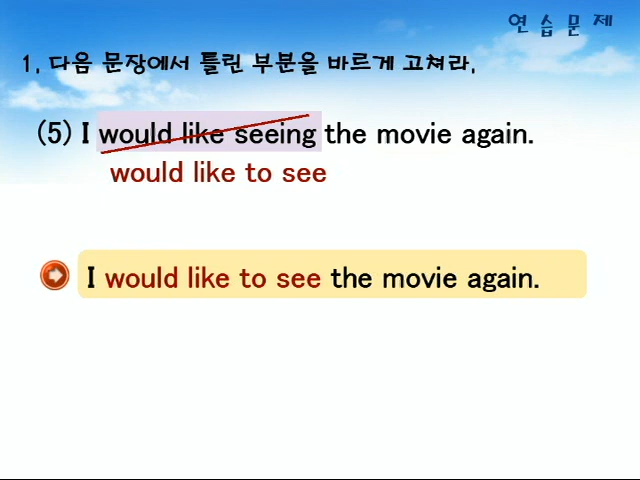 연습문제
1. 다음 문장에서 틀린 부분을 바르게 고쳐라.
(5) I would like seeing the movie again.
would like to see
I would like to see the movie again.